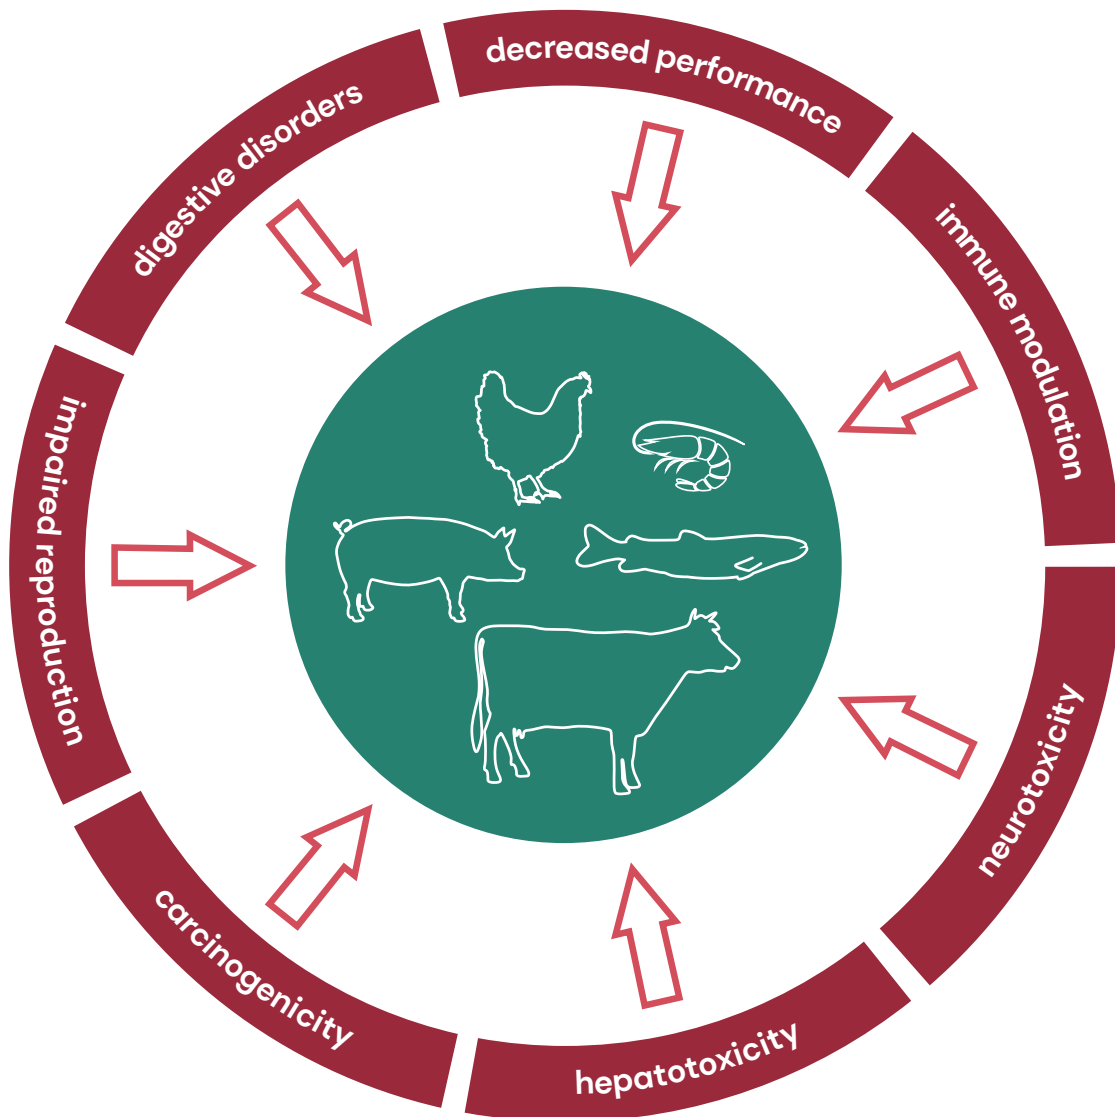 decreased performance
immune modulation
neurotoxicity
hepatotoxicity
carcinogenicity
impaired reproduction
digestive disorders